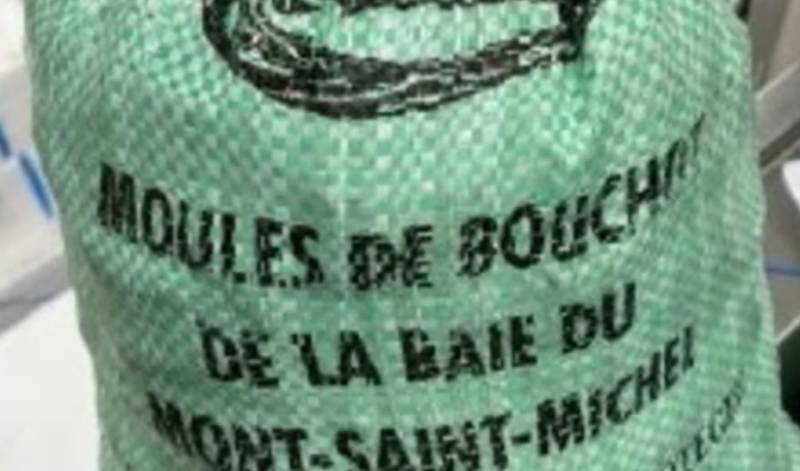 MOULES DE BOUCHOT
DE LA BAIE DU
MONT-SAINT-MICHEL